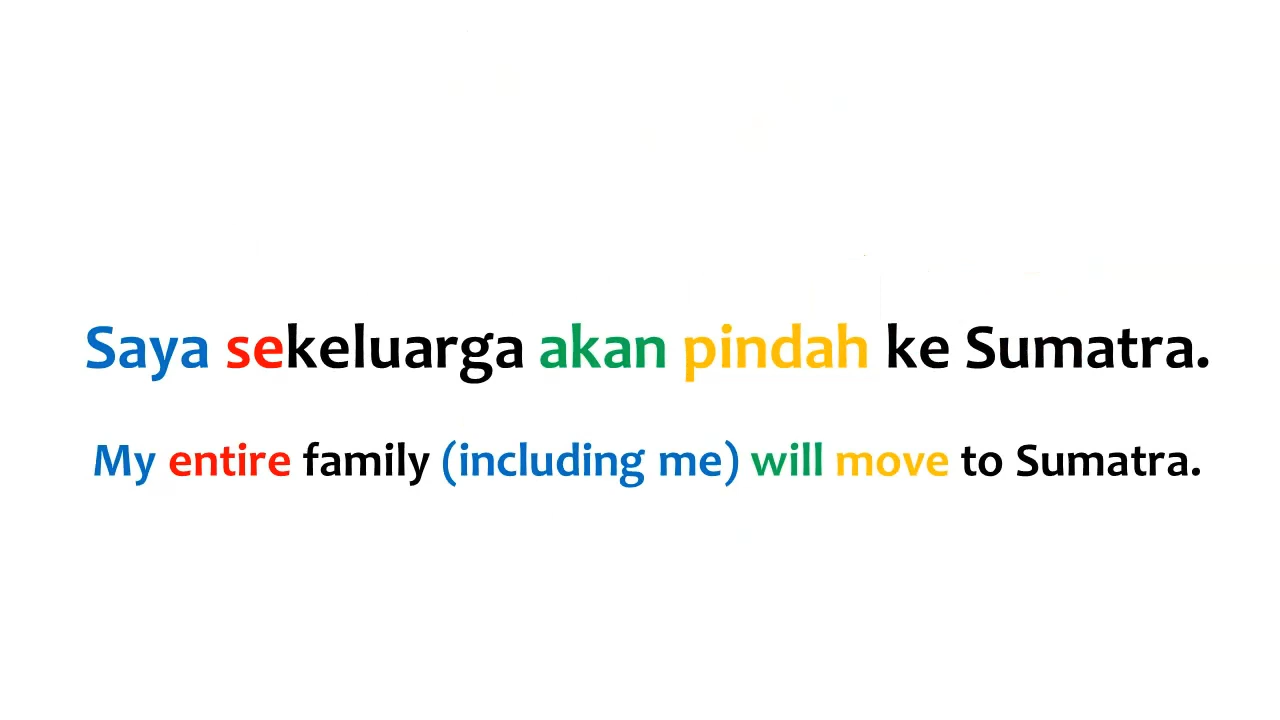 Saya sekeluarga akan pindah ke Sumatra.
My entire family (including me) will move to Sumatra.